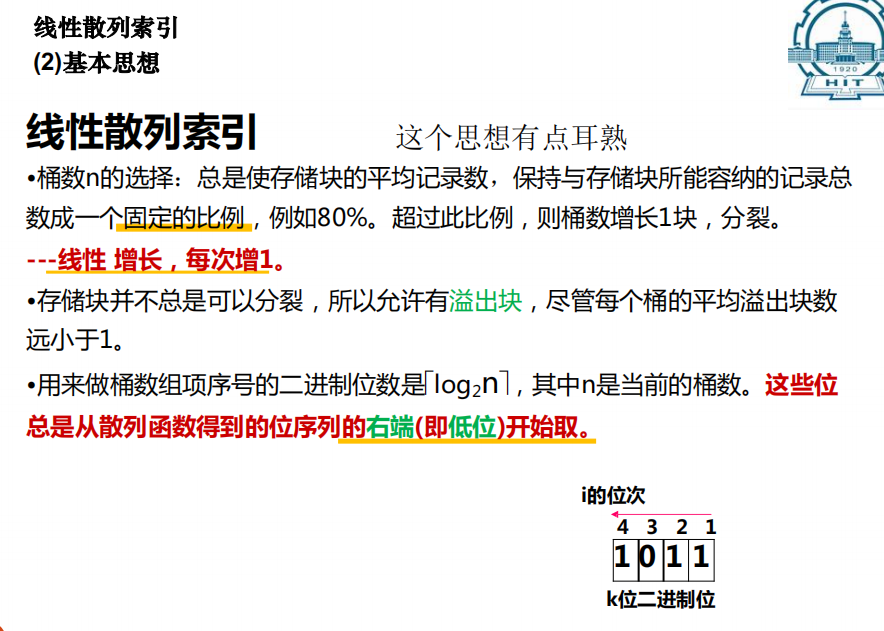 线性散列索引
(2)基本思想
1920
HIT
线性散列索引
这个思想有点耳熟
•桶数n的选择：总是使存储块的平均记录数，保持与存储块所能容纳的记录总
数成一个固定的比例，例如80%。超过此比例，则桶数增长1块，分裂。
---线性 增长，每次增1。
•存储块并不总是可以分裂，所以允许有溢出块，尽管每个桶的平均溢出块数
远小于1。
•用来做桶数组项序号的二进制位数是⌈log₂n⌉，其中n是当前的桶数。这些位
总是从散列函数得到的位序列的右端(即低位)开始取。
i的位次
4 3 2 1
1 0 1 1
k位二进制位